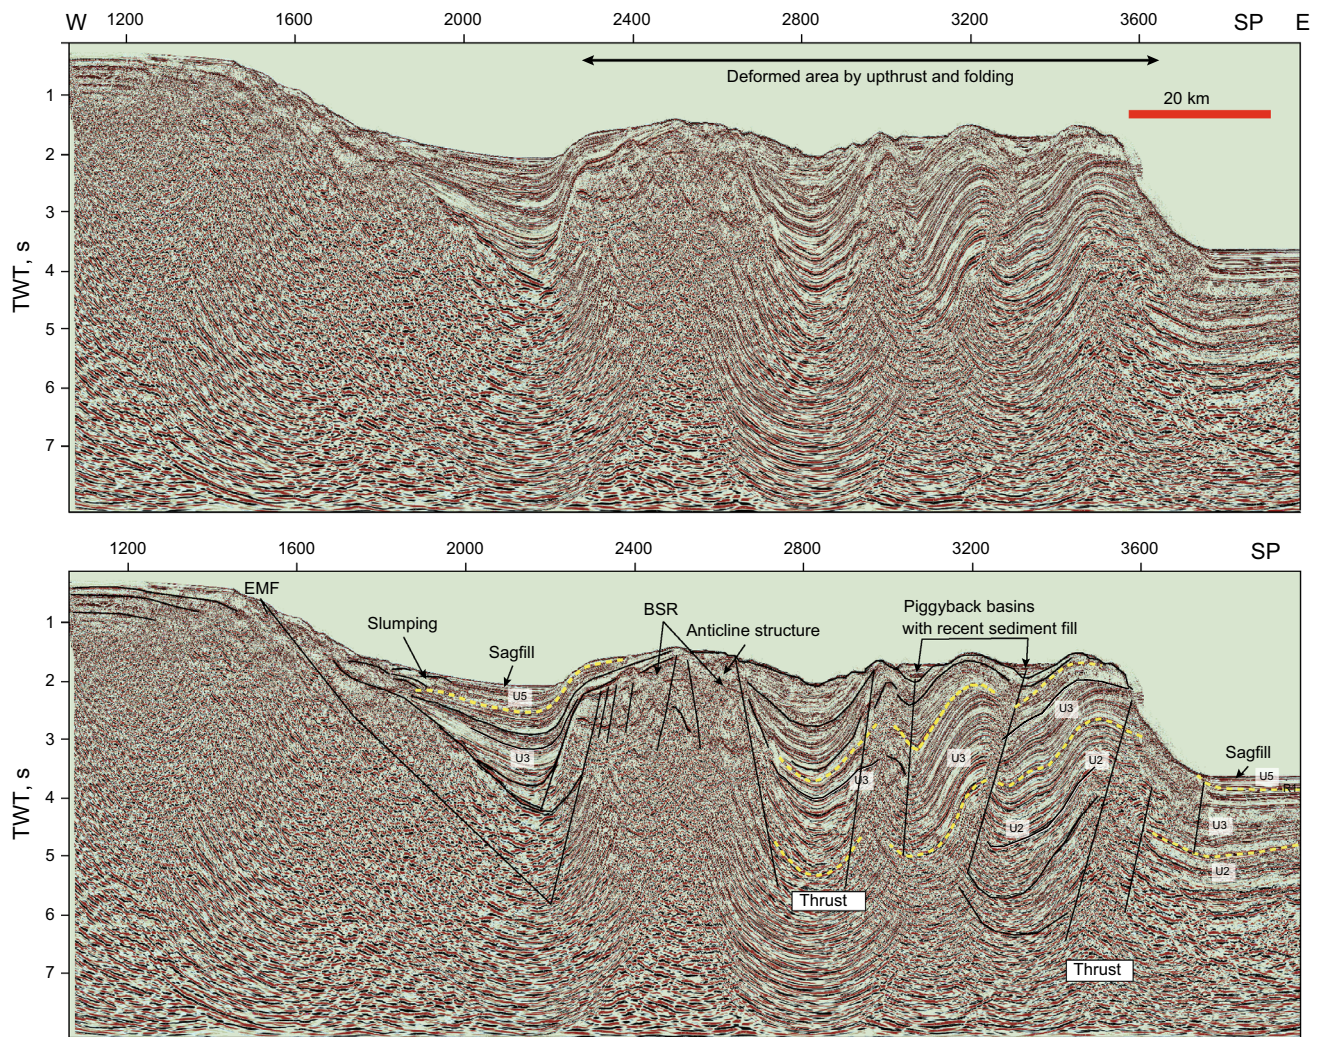 W 1200 1600 2000 2400 2800 3200 3600 SP E
Deformed area by upthrust and folding
20 km
1
2
3
4
5
6
7
TWT, s
1200 1600 2000 2400 2800 3200 3600 SP
EMF
Slumping
Sagfill
BSR
Anticline structure
Piggyback basins
with recent sediment fill
1
2
3
4
5
6
7
TWT, s
U5
U3
U3
U3
U3
U2
U2
Thrust
Thrust
Sagfill
U5
U3
U2